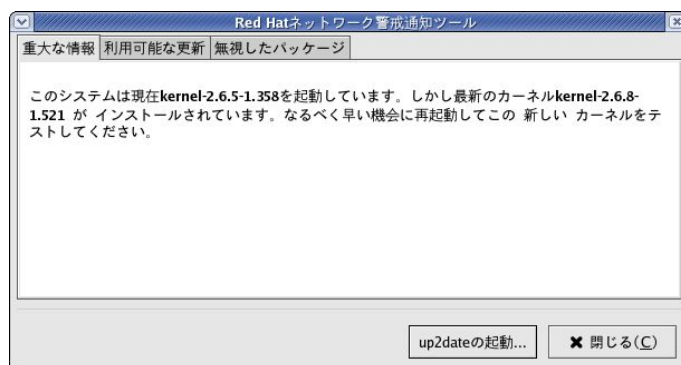 Red Hatネットワーク警戒通知ツール
重大な情報 利用可能な更新 無視したパッケージ
このシステムは現在kernel-2.6.5-1.358を起動しています。しかし最新のカーネルkernel-2.6.8-
1.521 が インストールされています。なるべく早い機会に再起動してこの 新しい カーネルをテ
ストしてください。
up2dateの起動... 閉じる(C)